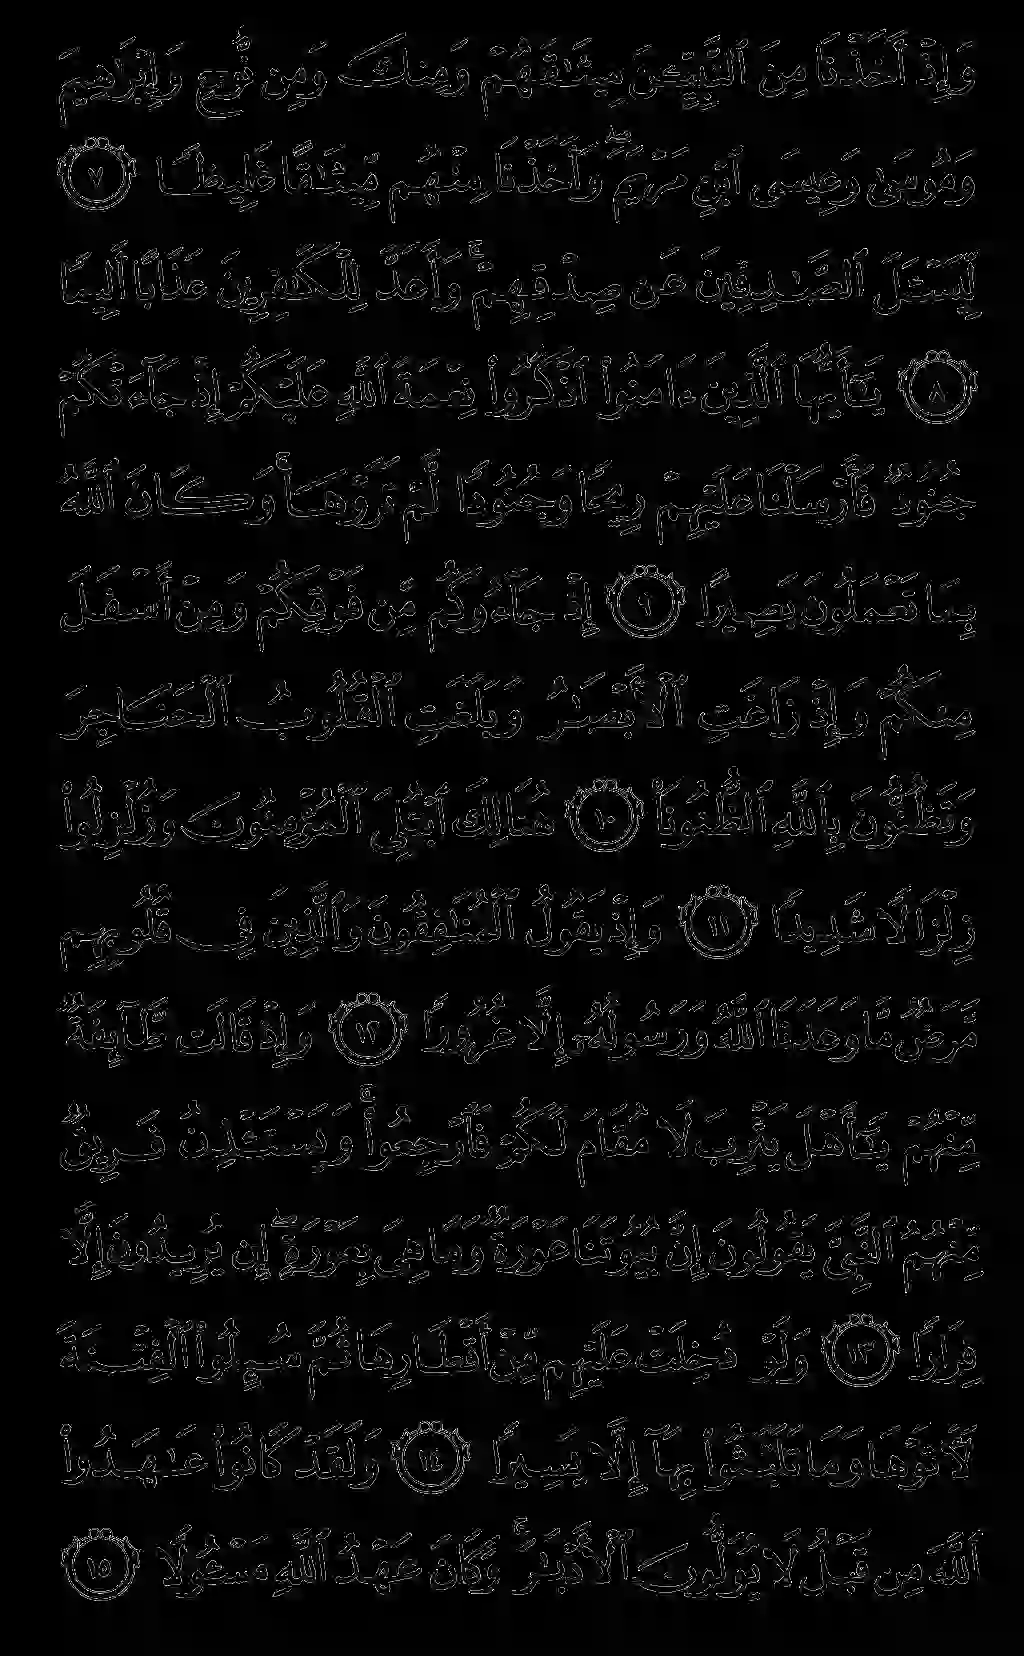 وَإِذْ أَخَذْنَا مِنَ ٱلنَّبِيِّـۧنَ مِيثَـٰقَهُمْ وَمِنكَ وَمِن نُّوحٍ وَإِبْرَٰهِيمَ
وَمُوسَىٰ وَعِيسَى ٱبْنِ مَرْيَمَ ۖ وَأَخَذْنَا مِنْهُم مِّيثَـٰقًا غَلِيظًا ٧
لِّيَسْـَٔلَ ٱلصَّـٰدِقِينَ عَن صِدْقِهِمْ ۚ وَأَعَدَّ لِلْكَـٰفِرِينَ عَذَابًا أَلِيمًا
٨ يَـٰٓأَيُّهَا ٱلَّذِينَ ءَامَنُوا۟ ٱذْكُرُوا۟ نِعْمَةَ ٱللَّهِ عَلَيْكُمْ إِذْ جَآءَتْكُمْ
جُنُودٌ فَأَرْسَلْنَا عَلَيْهِمْ رِيحًا وَجُنُودًا لَّمْ تَرَوْهَا ۚ وَكَانَ ٱللَّهُ
بِمَا تَعْمَلُونَ بَصِيرًا ٩ إِذْ جَآءُوكُم مِّن فَوْقِكُمْ وَمِنْ أَسْفَلَ
مِنكُمْ وَإِذْ زَاغَتِ ٱلْأَبْصَـٰرُ وَبَلَغَتِ ٱلْقُلُوبُ ٱلْحَنَاجِرَ
وَتَظُنُّونَ بِٱللَّهِ ٱلظُّنُونَا۠ ١٠ هُنَالِكَ ٱبْتُلِىَ ٱلْمُؤْمِنُونَ وَزُلْزِلُوا۟
زِلْزَالًا شَدِيدًا ١١ وَإِذْ يَقُولُ ٱلْمُنَـٰفِقُونَ وَٱلَّذِينَ فِى قُلُوبِهِم
مَّرَضٌ مَّا وَعَدَنَا ٱللَّهُ وَرَسُولُهُۥٓ إِلَّا غُرُورًا ١٢ وَإِذْ قَالَت طَّآئِفَةٌ
مِّنْهُمْ يَـٰٓأَهْلَ يَثْرِبَ لَا مُقَامَ لَكُمْ فَٱرْجِعُوا۟ ۚ وَيَسْتَـْٔذِنُ فَرِيقٌ
مِّنْهُمُ ٱلنَّبِىَّ يَقُولُونَ إِنَّ بُيُوتَنَا عَوْرَةٌ وَمَا هِىَ بِعَوْرَةٍ ۖ إِن يُرِيدُونَ إِلَّا
فِرَارًا ١٣ وَلَوْ دُخِلَتْ عَلَيْهِم مِّنْ أَقْطَارِهَا ثُمَّ سُئِلُوا۟ ٱلْفِتْنَةَ
لَـَٔاتَوْهَا وَمَا تَلَبَّثُوا۟ بِهَآ إِلَّا يَسِيرًا ١٤ وَلَقَدْ كَانُوا۟ عَـٰهَدُوا۟
ٱللَّهَ مِن قَبْلُ لَا يُوَلُّونَ ٱلْأَدْبَـٰرَ ۚ وَكَانَ عَهْدُ ٱللَّهِ مَسْـُٔولًا ١٥